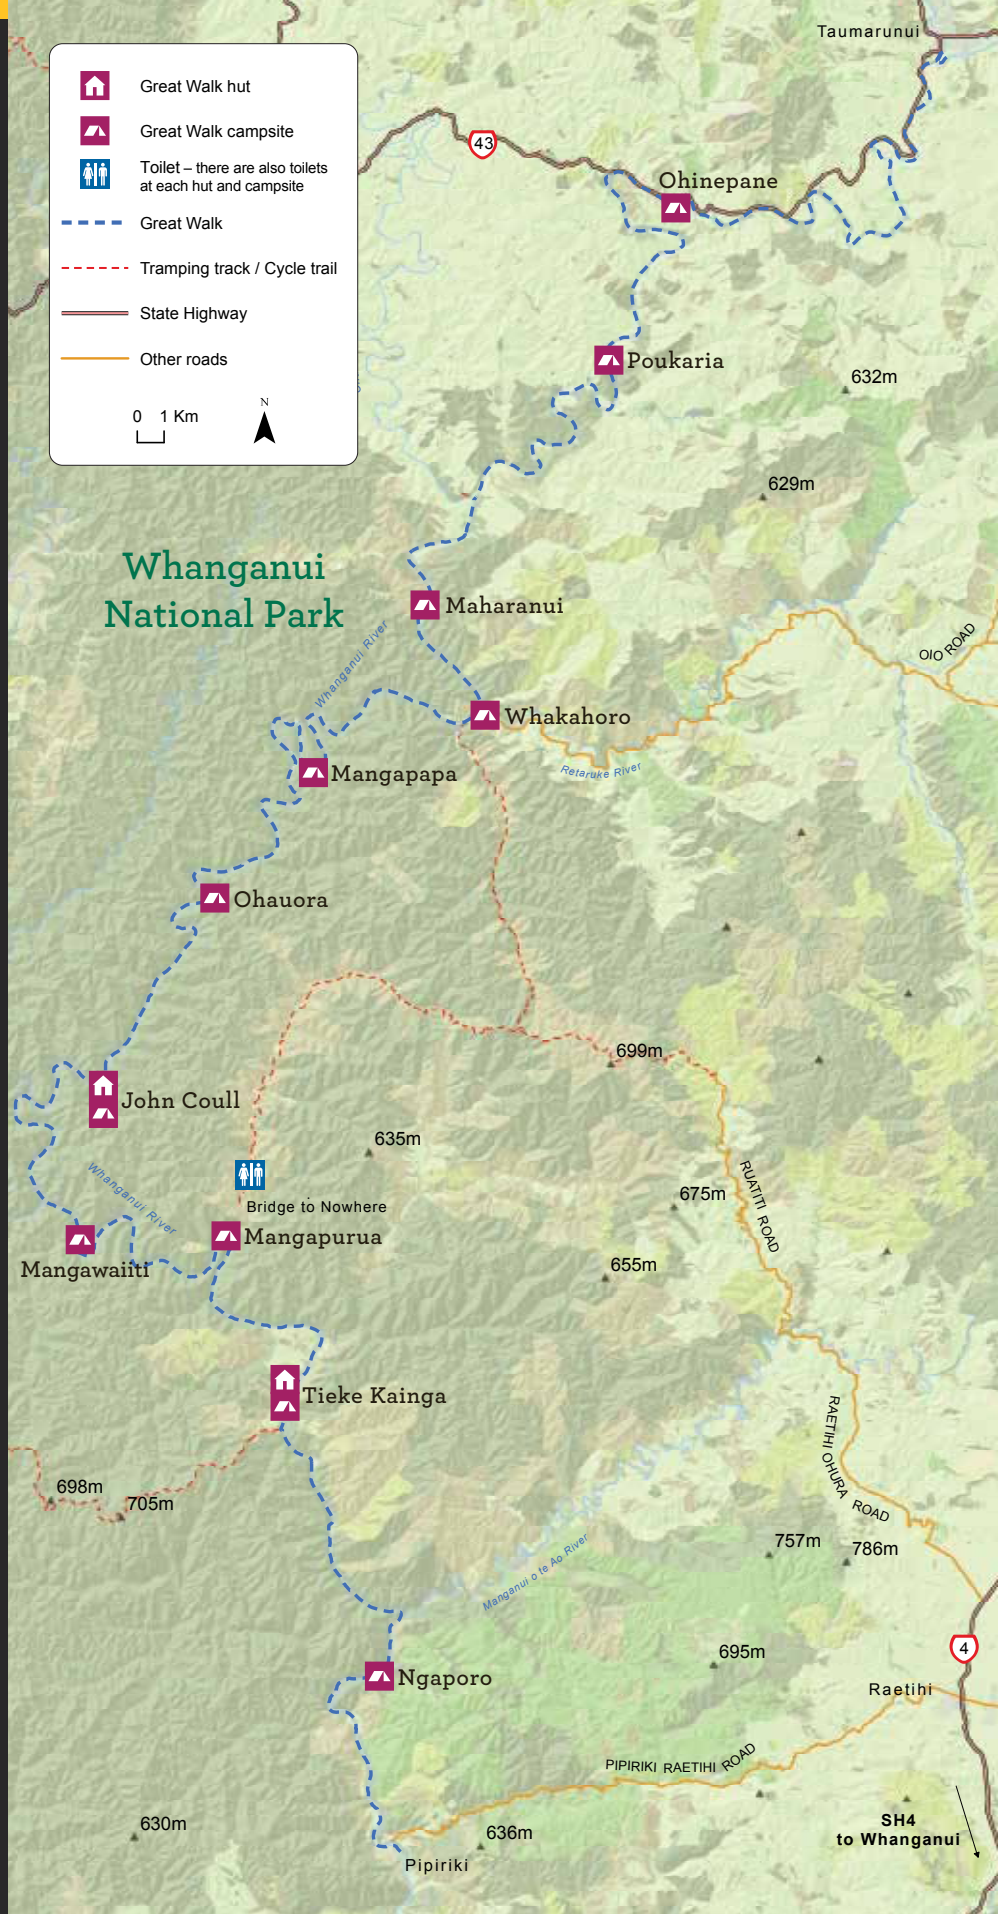 Taumarunui
Great Walk hut
Great Walk campsite
Toilet – there are also toilets
at each hut and campsite
Great Walk
Tramping track / Cycle trail
State Highway
Other roads
0 1 Km
N
43
Ohinepane
Poukaria
632m
629m
Whanganui
National Park
Maharanui
Whanganui River
OIO ROAD
Whakahoro
Retaruke River
Mangapapa
Ohauora
699m
John Coull
635m
Whanganui River
Bridge to Nowhere
675m
RUATITI ROAD
Mangapurua
Mangawaiiti
655m
Tieke Kainga
RAETIHI OHURA ROAD
698m
705m
757m
786m
Manganui o te Ao River
4
695m
Ngaporo
Raetihi
PIPIRIKI RAETIHI ROAD
SH4
to Whanganui
630m
636m
Pipiriki